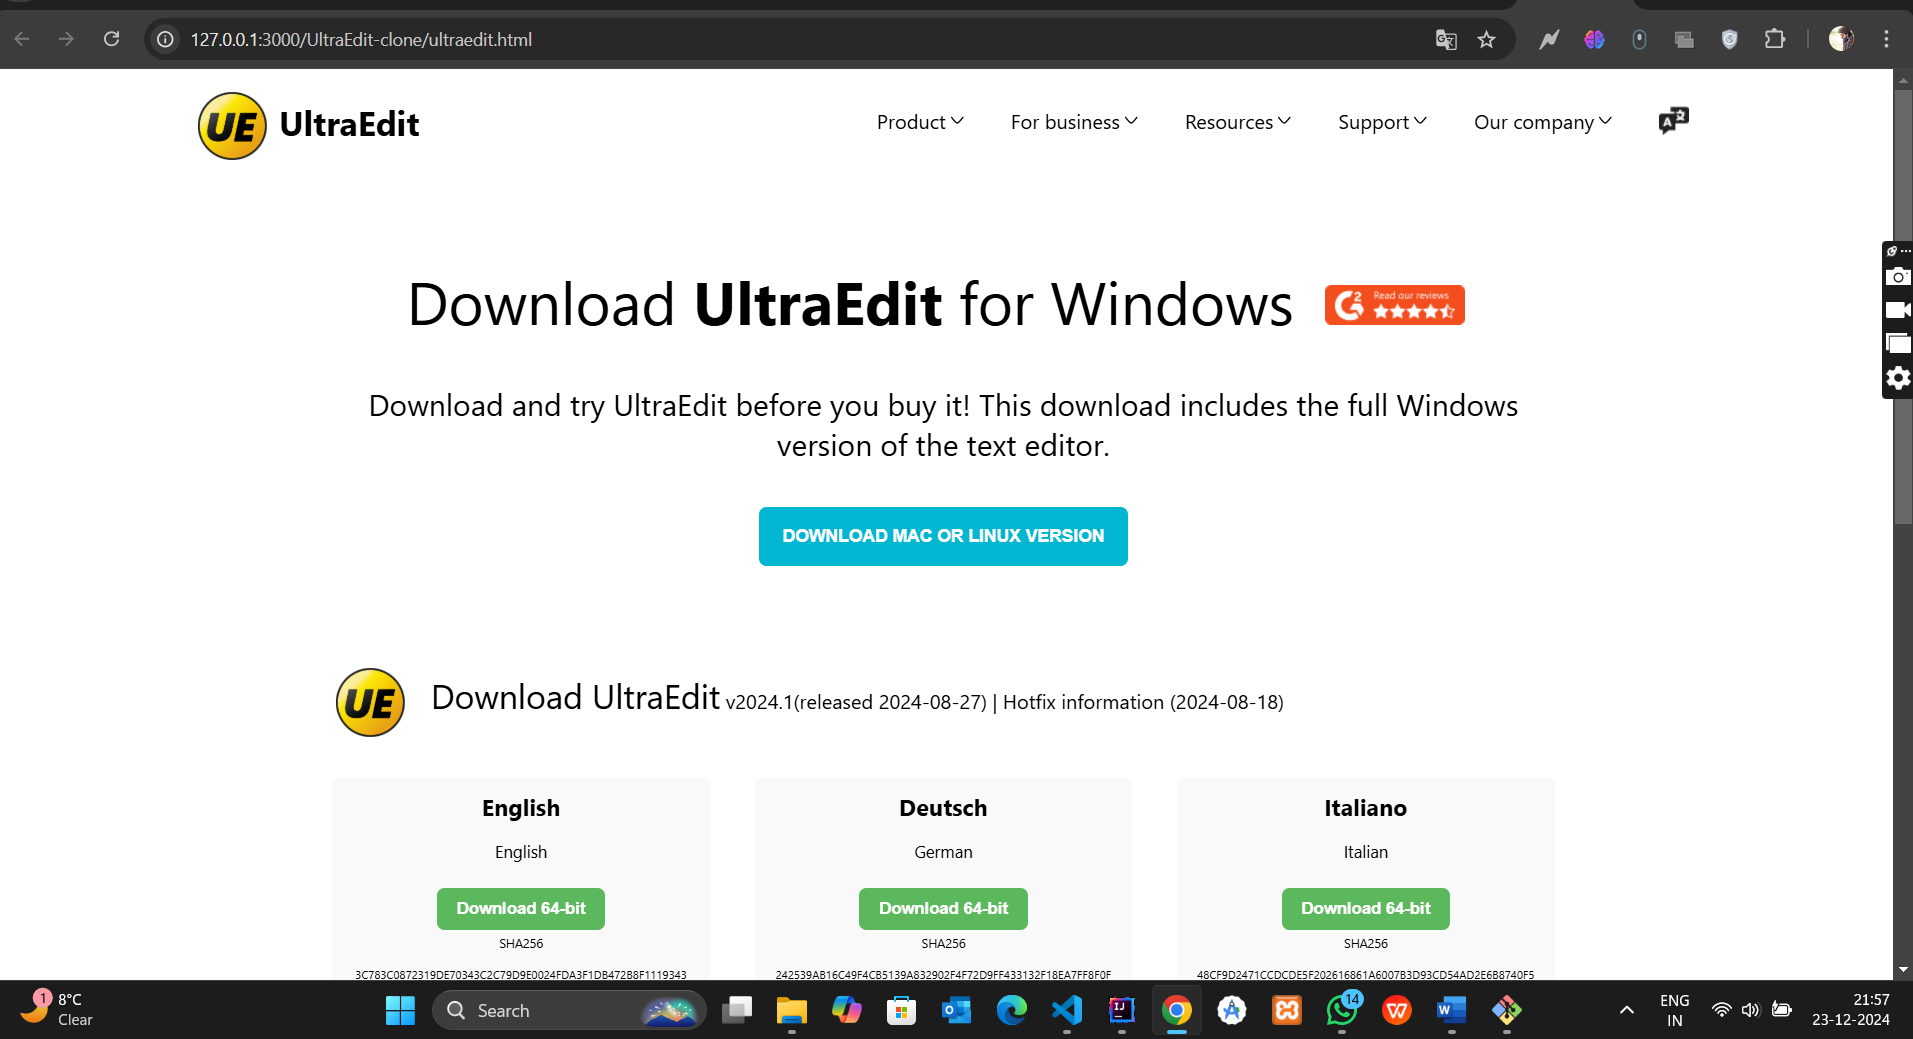 127.0.0.1:3000/UltraEdit-clone/ultraedit.html
UE UltraEdit
Product
For business
Resources
Support
Our company
Download UltraEdit for Windows
Read our reviews
Download and try UltraEdit before you buy it! This download includes the full Windows
version of the text editor.
DOWNLOAD MAC OR LINUX VERSION
UE Download UltraEdit v2024.1(released 2024-08-27) | Hotfix information (2024-08-18)
English
English
Download 64-bit
SHA256
3C783C0872319DE70343C2C79D9E0024FDA3F1DB472B8F1119343
Deutsch
German
Download 64-bit
SHA256
242539AB16C49F4CB5139A832902F4F72D9FF433132F18EA7FF8F0F
Italiano
Italian
Download 64-bit
SHA256
48CF9D2471CCDCDE5F202616861A6007B3D93CD54AD2E6B8740F5
1
8°C
Clear
Search
14
ENG
IN
21:57
23-12-2024